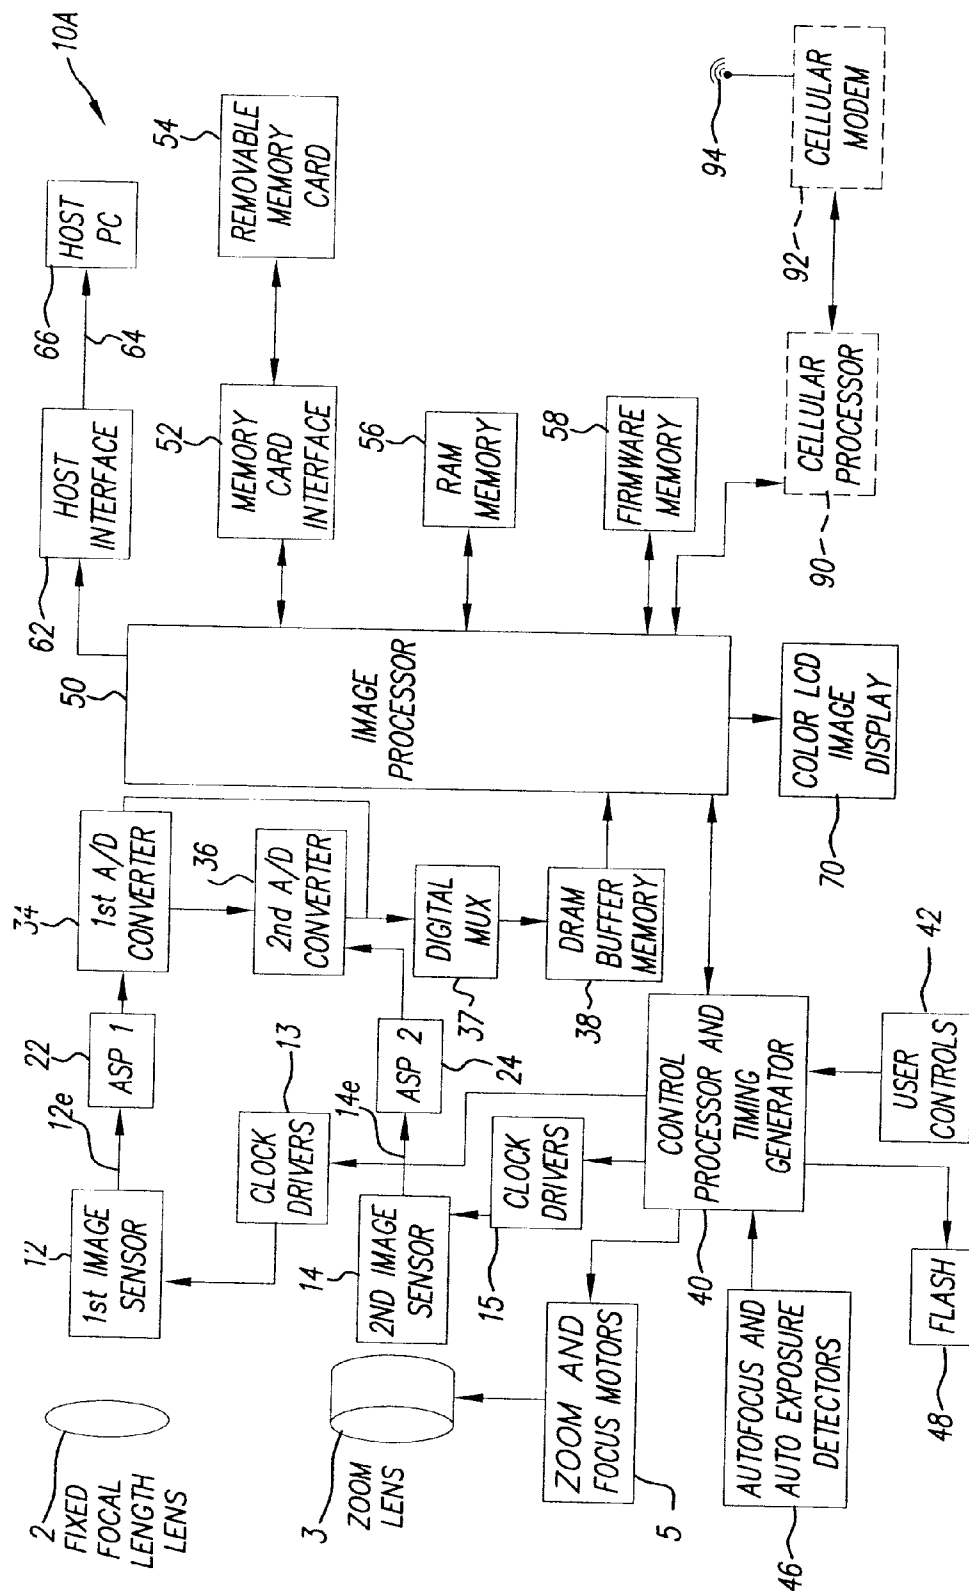 10A
2
FIXED
FOCAL
LENGTH
LENS
12
1st IMAGE
SENSOR
12e
22
ASP 1
34
1st A/D
CONVERTER
50
IMAGE
PROCESSOR
62
HOST
INTERFACE
64
66
HOST
PC
3
ZOOM
LENS
14
2ND IMAGE
SENSOR
13
CLOCK
DRIVERS
14e
ASP 2
24
36
2nd A/D
CONVERTER
52
MEMORY
CARD
INTERFACE
54
REMOVABLE
MEMORY
CARD
15
CLOCK
DRIVERS
37
DIGITAL
MUX
56
RAM
MEMORY
5
ZOOM AND
FOCUS MOTORS
38
DRAM
BUFFER
MEMORY
58
FIRMWARE
MEMORY
40
CONTROL
PROCESSOR AND
TIMING
GENERATOR
46
AUTOFOCUS AND
AUTO EXPOSURE
DETECTORS
48
FLASH
42
USER
CONTROLS
70
COLOR LCD
IMAGE
DISPLAY
90
CELLULAR
PROCESSOR
92
CELLULAR
MODEM
94